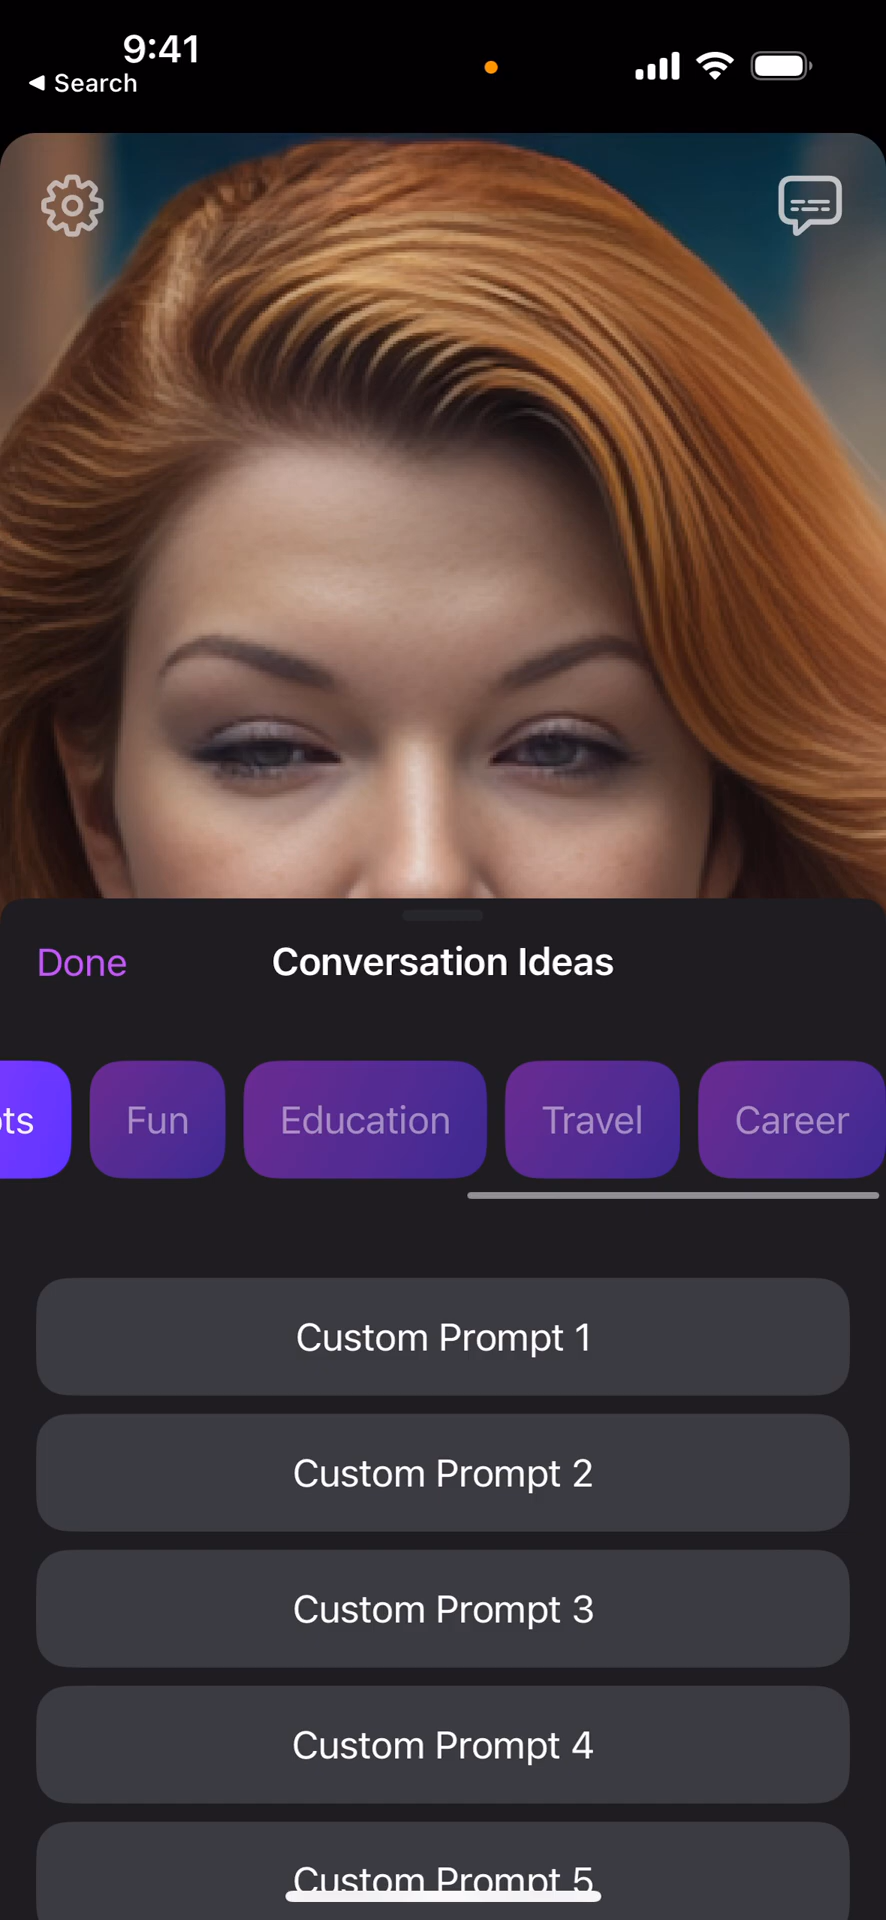 9:41
Search
Done
Conversation Ideas
ts
Fun
Education
Travel
Career
Custom Prompt 1
Custom Prompt 2
Custom Prompt 3
Custom Prompt 4
Custom Prompt 5